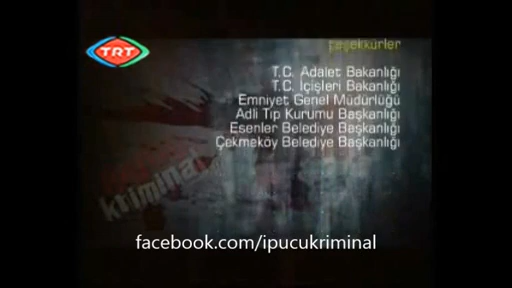 TRT
teşekkürler
T.C. Adalet Bakanlığı
T.C. İçişleri Bakanlığı
Emniyet Genel Müdürlüğü
Adli Tıp Kurumu Başkanlığı
Esenler Belediye Başkanlığı
Çekmeköy Belediye Başkanlığı
kriminal
facebook.com/ipucukriminal